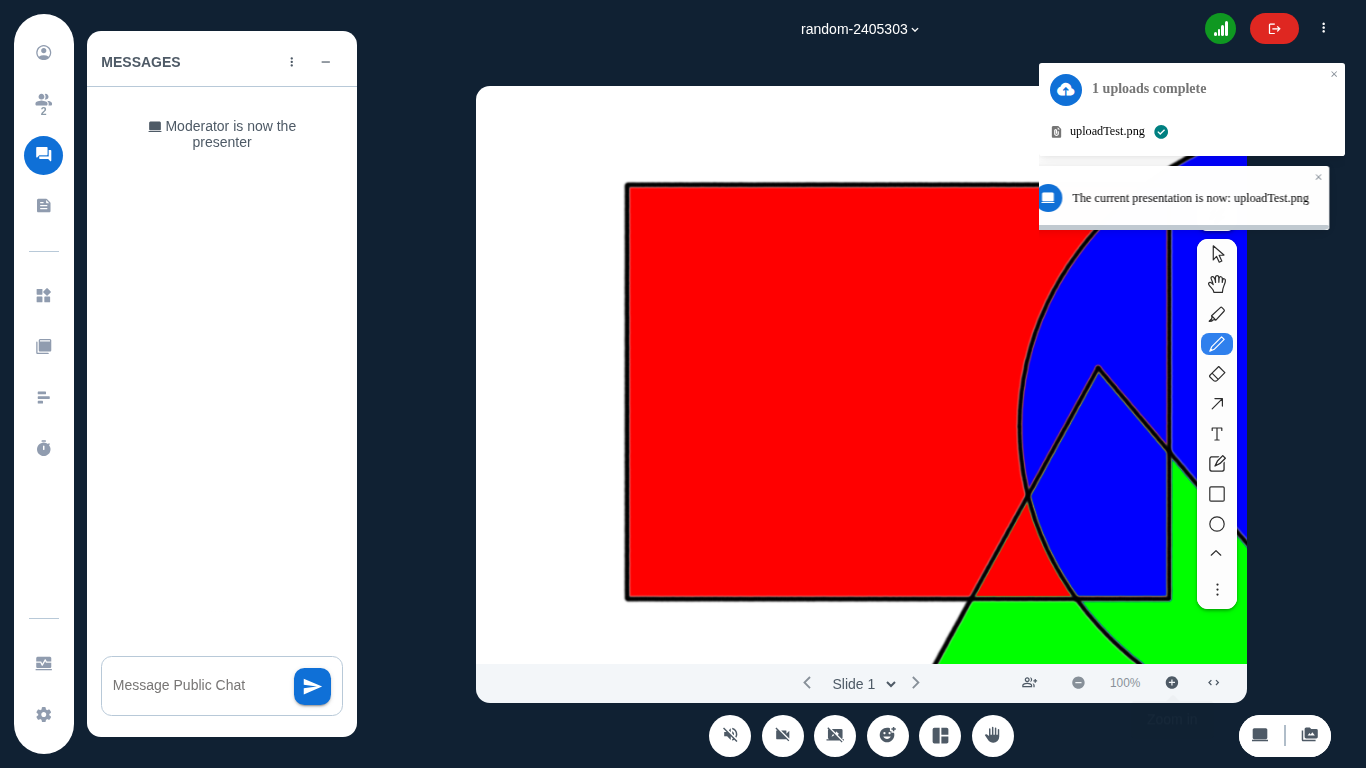 random-2405303
MESSAGES
2
Moderator is now the
presenter
1 uploads complete
uploadTest.png
The current presentation is now: uploadTest.png
Message Public Chat
Slide 1
100%
Zoom in